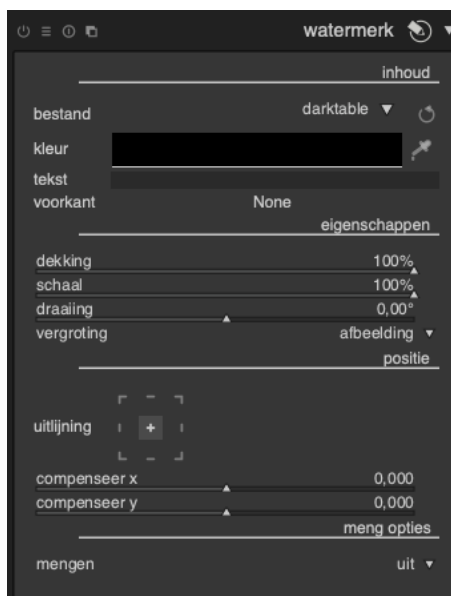 watermerk
inhoud
bestand darktable
kleur
tekst
voorkant None
eigenschappen
dekking 100%
schaal 100%
draaiing 0,00°
vergroting afbeelding
positie
uitlijning
compenseer x 0,000
compenseer y 0,000
meng opties
mengen uit